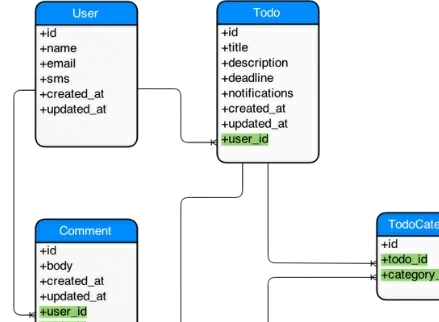 User
+id
+name
+email
+sms
+created_at
+updated_at
Todo
+id
+title
+description
+deadline
+notifications
+created_at
+updated_at
+user_id
Comment
+id
+body
+created_at
+updated_at
+user_id
TodoCate
+id
+todo_id
+category_